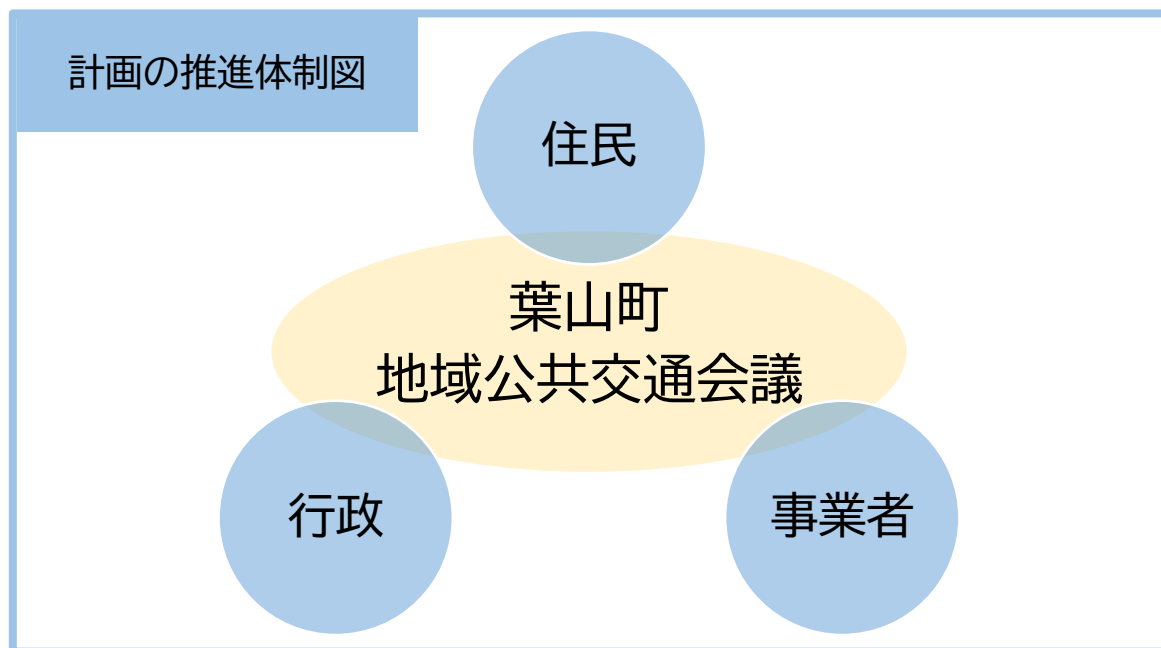 計画の推進体制図
住民
葉山町
地域公共交通会議
行政
事業者